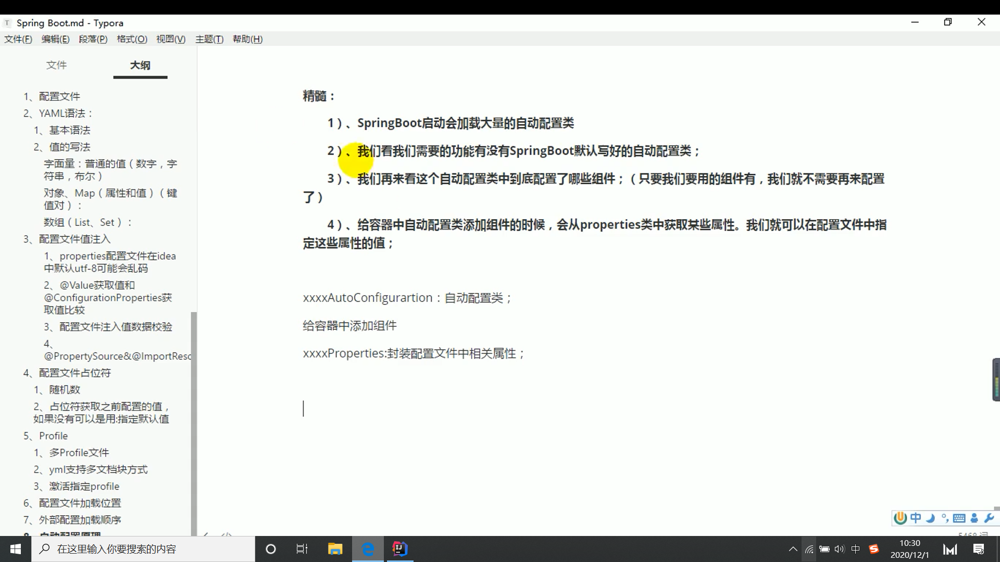 Spring Boot.md - Typora
文件(F) 编辑(E) 段落(P) 格式(O) 视图(V) 主题(T) 帮助(H)
文件 大纲
1、配置文件
2、YAML语法：
1、基本语法
2、值的写法
字面量：普通的值（数字，字
符串，布尔）
对象、Map（属性和值）（键
值对）：
数组（List、Set）：
3、配置文件值注入
1、properties配置文件在idea
中默认utf-8可能会乱码
2、@Value获取值和
@ConfigurationProperties获
取值比较
3、配置文件注入值数据校验
4、
@PropertySource&@ImportReso
4、配置文件占位符
1、随机数
2、占位符获取之前配置的值，
如果没有可以是用:指定默认值
5、Profile
1、多Profile文件
2、yml支持多文档块方式
3、激活指定profile
6、配置文件加载位置
7、外部配置加载顺序
8、自动配置原理
精髓：
1）、SpringBoot启动会加载大量的自动配置类
2）、我们看我们需要的功能有没有SpringBoot默认写好的自动配置类；
3）、我们再来看这个自动配置类中到底配置了哪些组件；（只要我们要用的组件有，我们就不需要再来配置
了）
4）、给容器中自动配置类添加组件的时候，会从properties类中获取某些属性。我们就可以在配置文件中指
定这些属性的值；
xxxxAutoConfigurartion：自动配置类；
给容器中添加组件
xxxxProperties:封装配置文件中相关属性；
中
5468 词
在这里输入你要搜索的内容
中
10:30
2020/12/1